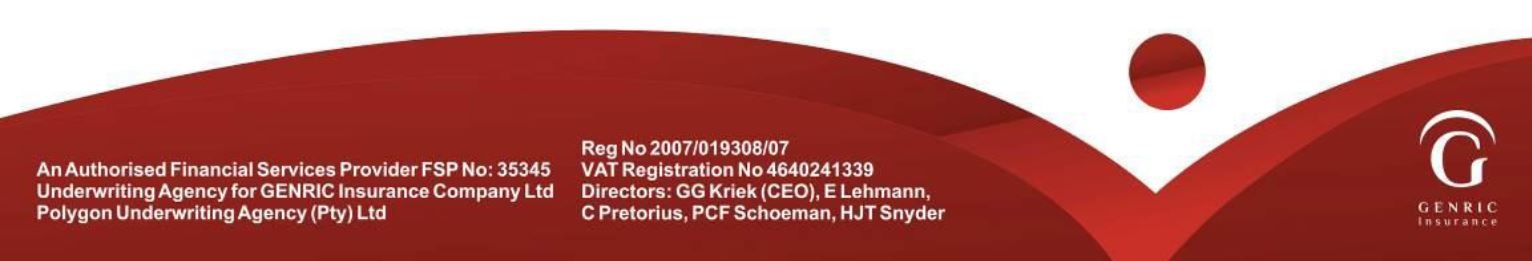 An Authorised Financial Services Provider FSP No: 35345
Underwriting Agency for GENRIC Insurance Company Ltd
Polygon Underwriting Agency (Pty) Ltd
Reg No 2007/019308/07
VAT Registration No 4640241339
Directors: GG Kriek (CEO), E Lehmann,
C Pretorius, PCF Schoeman, HJT Snyder
G
GENRIC
Insurance